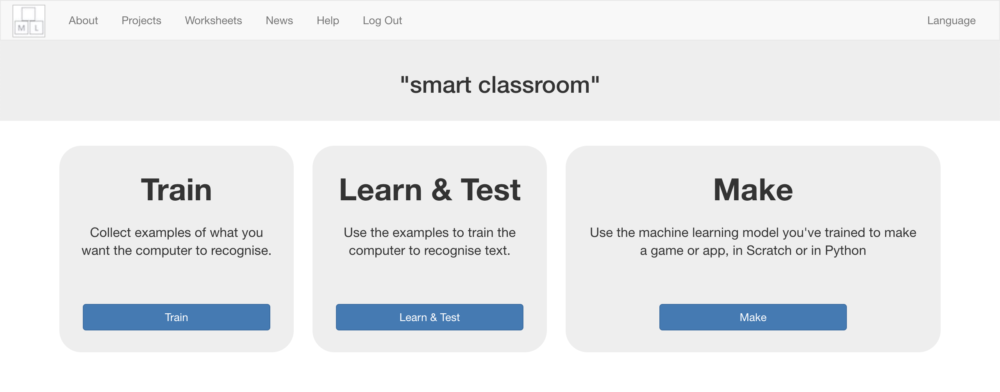 M L
About Projects Worksheets News Help Log Out Language
"smart classroom"
Train
Collect examples of what you
want the computer to recognise.
Train
Learn & Test
Use the examples to train the
computer to recognise text.
Learn & Test
Make
Use the machine learning model you've trained to make
a game or app, in Scratch or in Python
Make